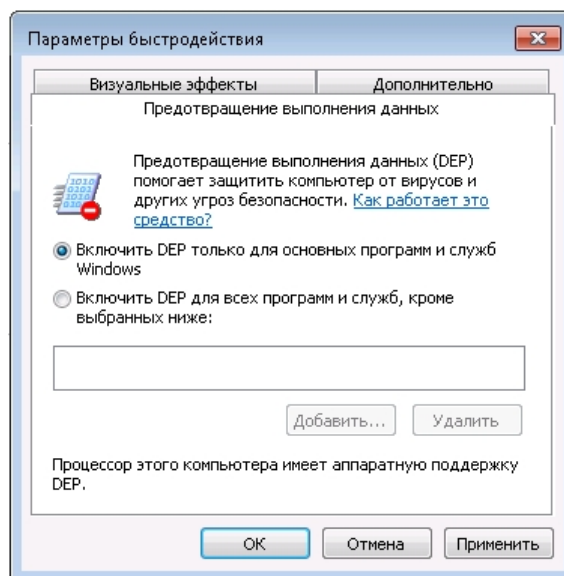 Параметры быстродействия
Визуальные эффекты
Дополнительно
Предотвращение выполнения данных
Предотвращение выполнения данных (DEP)
помогает защитить компьютер от вирусов и
других угроз безопасности. Как работает это
средство?
Включить DEP только для основных программ и служб
Windows
Включить DEP для всех программ и служб, кроме
выбранных ниже:
Добавить...
Удалить
Процессор этого компьютера имеет аппаратную поддержку
DEP.
ОК
Отмена
Применить